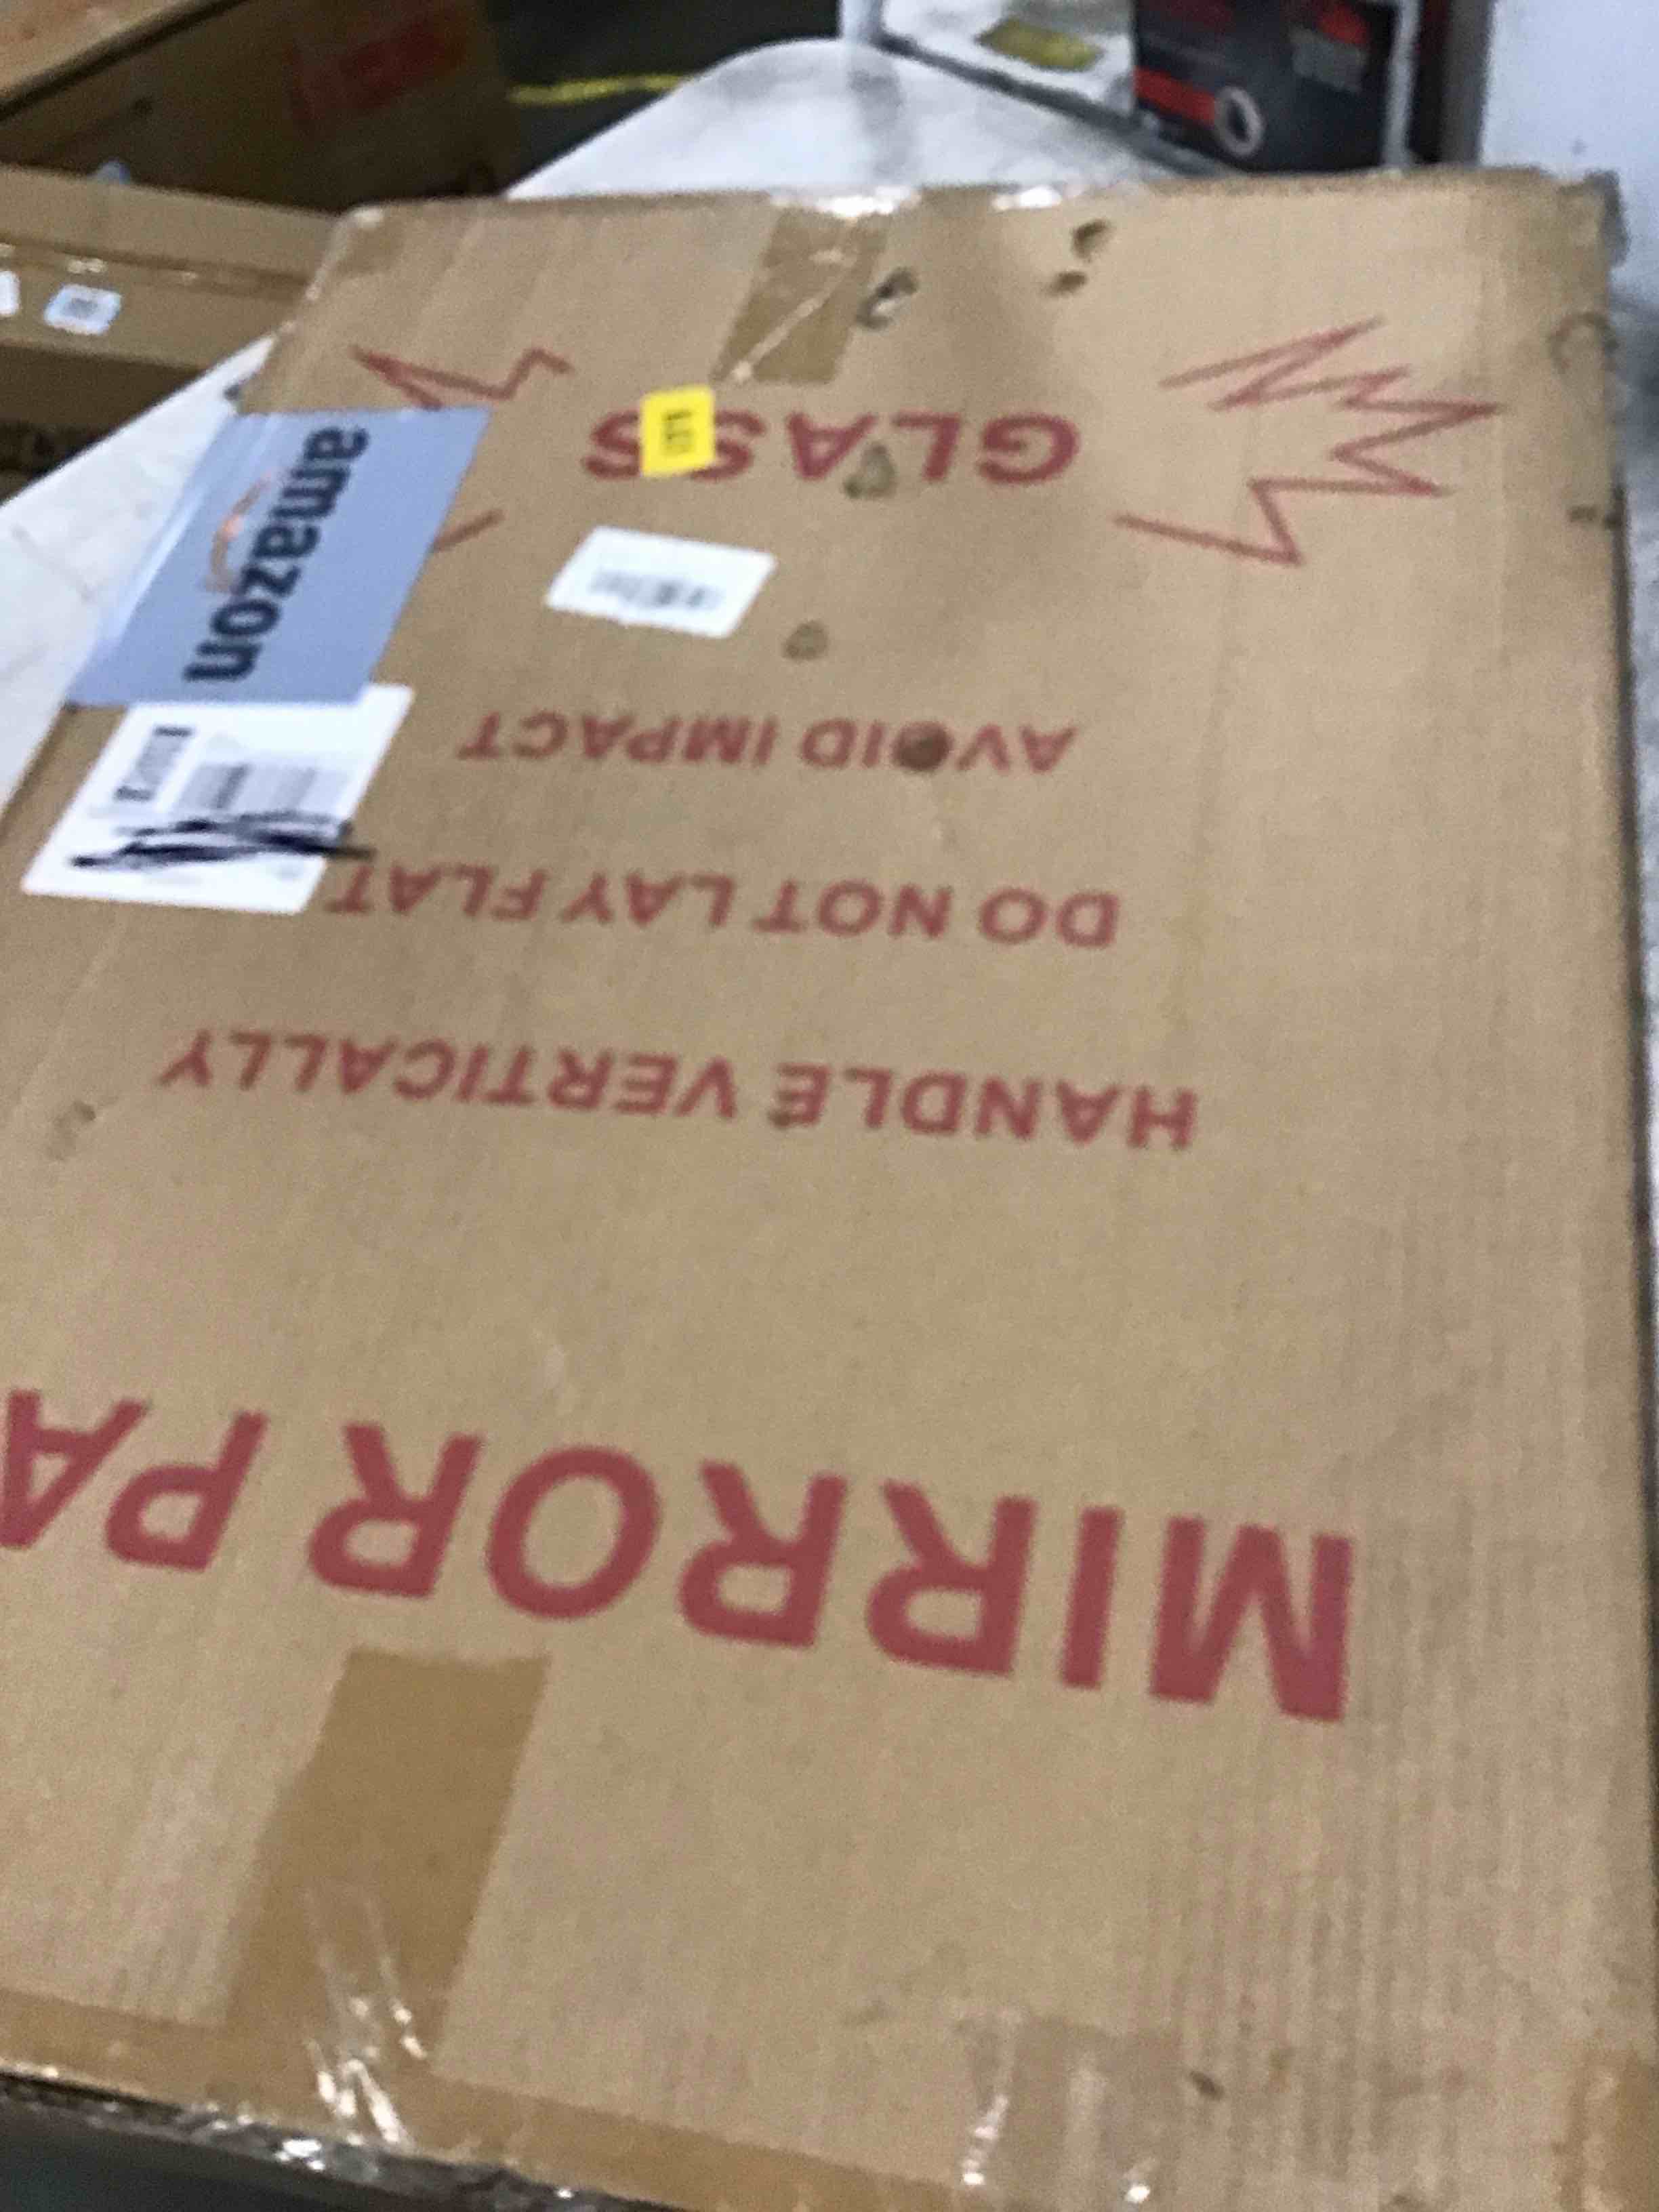 MIRROR PA
HANDLE VERTICALLY
DO NOT LAY FLAT
AVOID IMPACT
GLASS
amazon